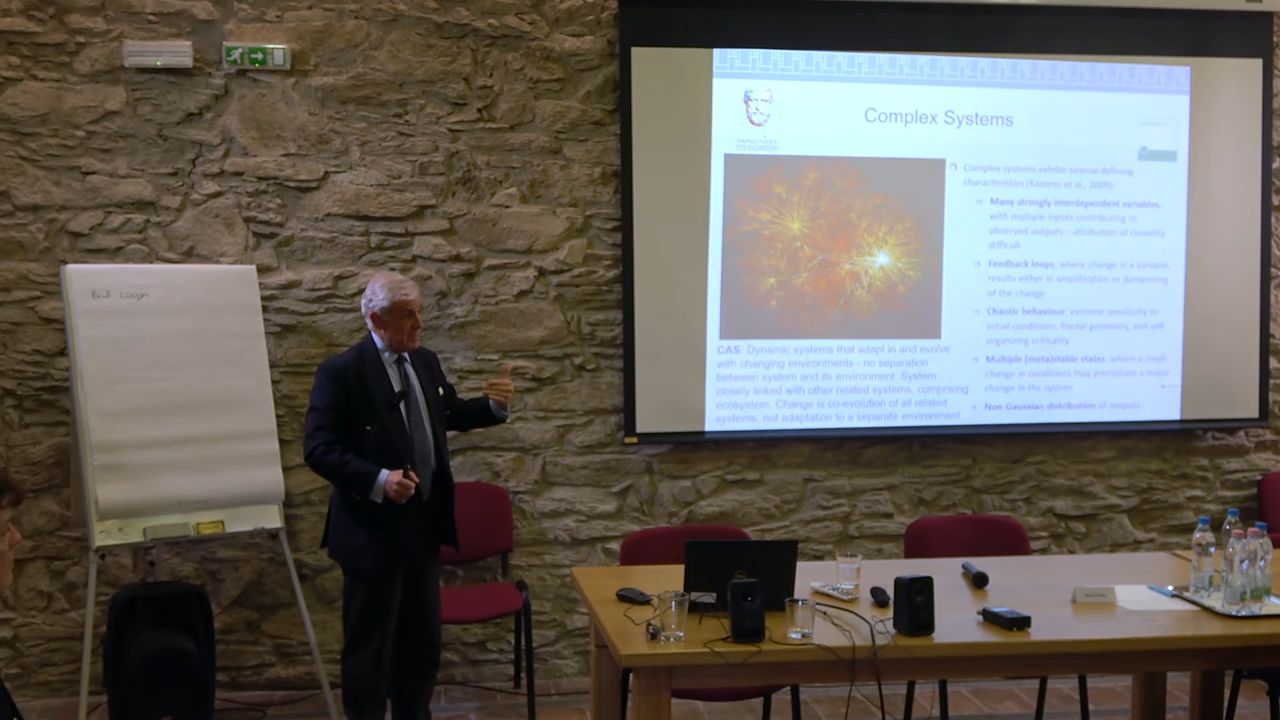 Complex Systems
FOUNDATION
Complex systems exhibit several defining
characteristics (Kastens et al., 2009)
Many strongly interdependent variables,
with multiple inputs contributing to
observed outputs – attribution of causality
difficult
Feedback loops, where change in a variable,
results either in amplification or dampening
of the change
Chaotic behaviour: extreme sensitivity to
initial conditions, fractal geometry, and self
organizing criticality
Multiple (meta)stable states, where a small
change in conditions may precipitate a major
change in the system
Non-Gaussian distribution of outputs
CAS: Dynamic systems that adapt in and evolve
with changing environments - no separation
between system and its environment. System
closely linked with other related systems, comprising
ecosystem. Change is co-evolution of all related
systems, not adaptation to a separate environment.